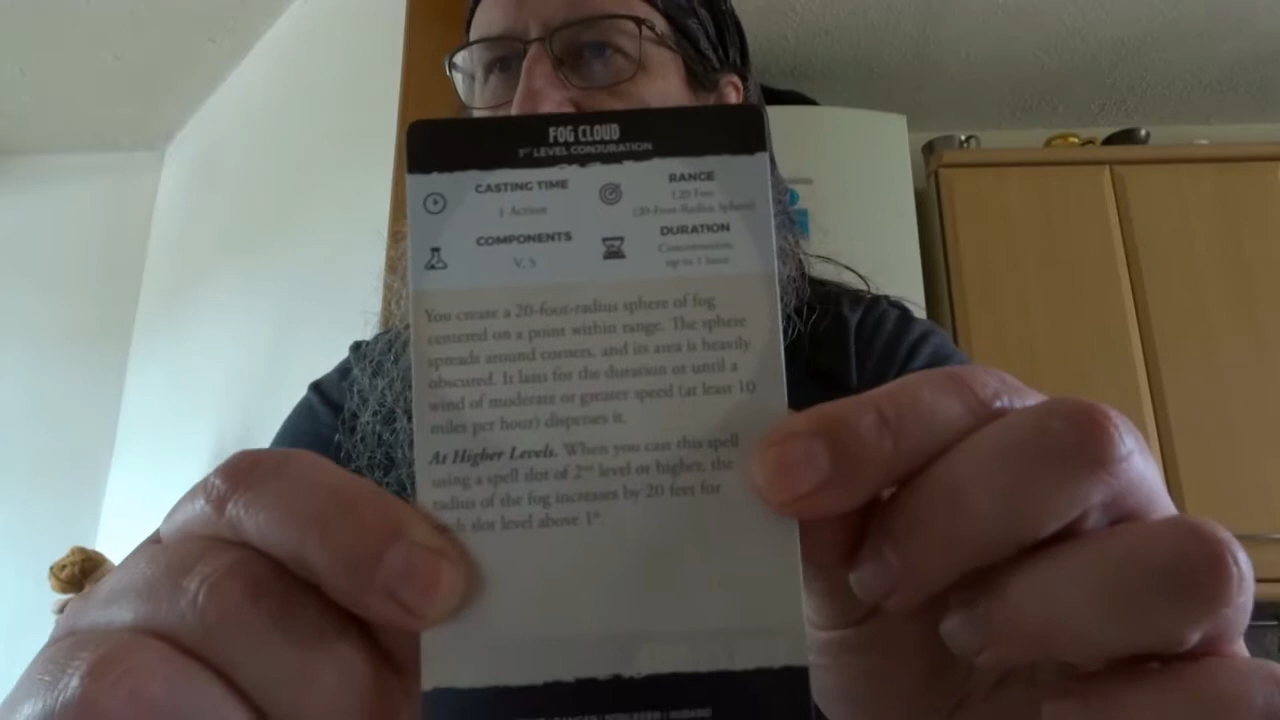 FOG CLOUD
1ST LEVEL CONJURATION
CASTING TIME
1 Action
RANGE
120 Feet
(20-Foot-Radius Sphere)
COMPONENTS
V, S
DURATION
Concentration,
up to 1 hour
You create a 20-foot-radius sphere of fog
centered on a point within range. The sphere
spreads around corners, and its area is heavily
obscured. It lasts for the duration or until a
wind of moderate or greater speed (at least 10
miles per hour) disperses it.
At Higher Levels. When you cast this spell
using a spell slot of 2nd level or higher, the
radius of the fog increases by 20 feet for
slot level above 1st.